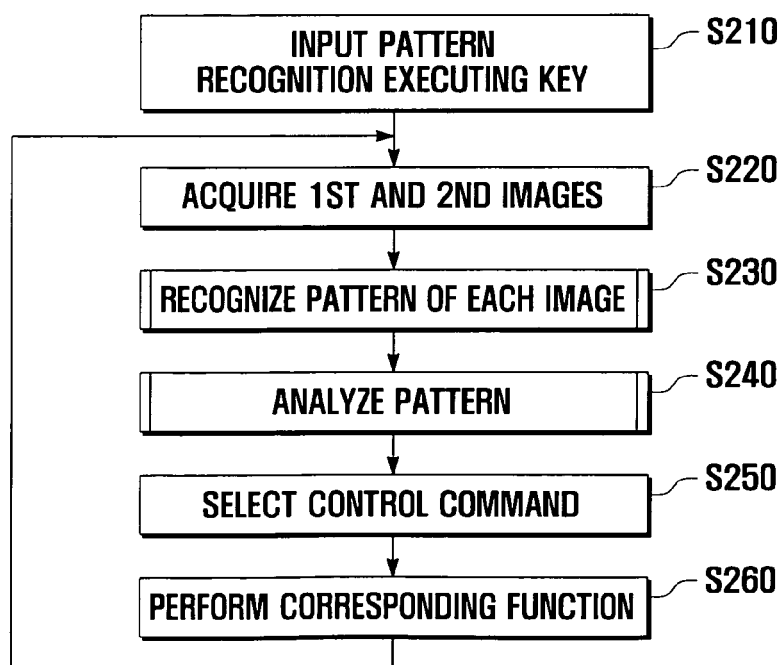 INPUT PATTERN
RECOGNITION EXECUTING KEY
S210
ACQUIRE 1ST AND 2ND IMAGES
S220
RECOGNIZE PATTERN OF EACH IMAGE
S230
ANALYZE PATTERN
S240
SELECT CONTROL COMMAND
S250
PERFORM CORRESPONDING FUNCTION
S260